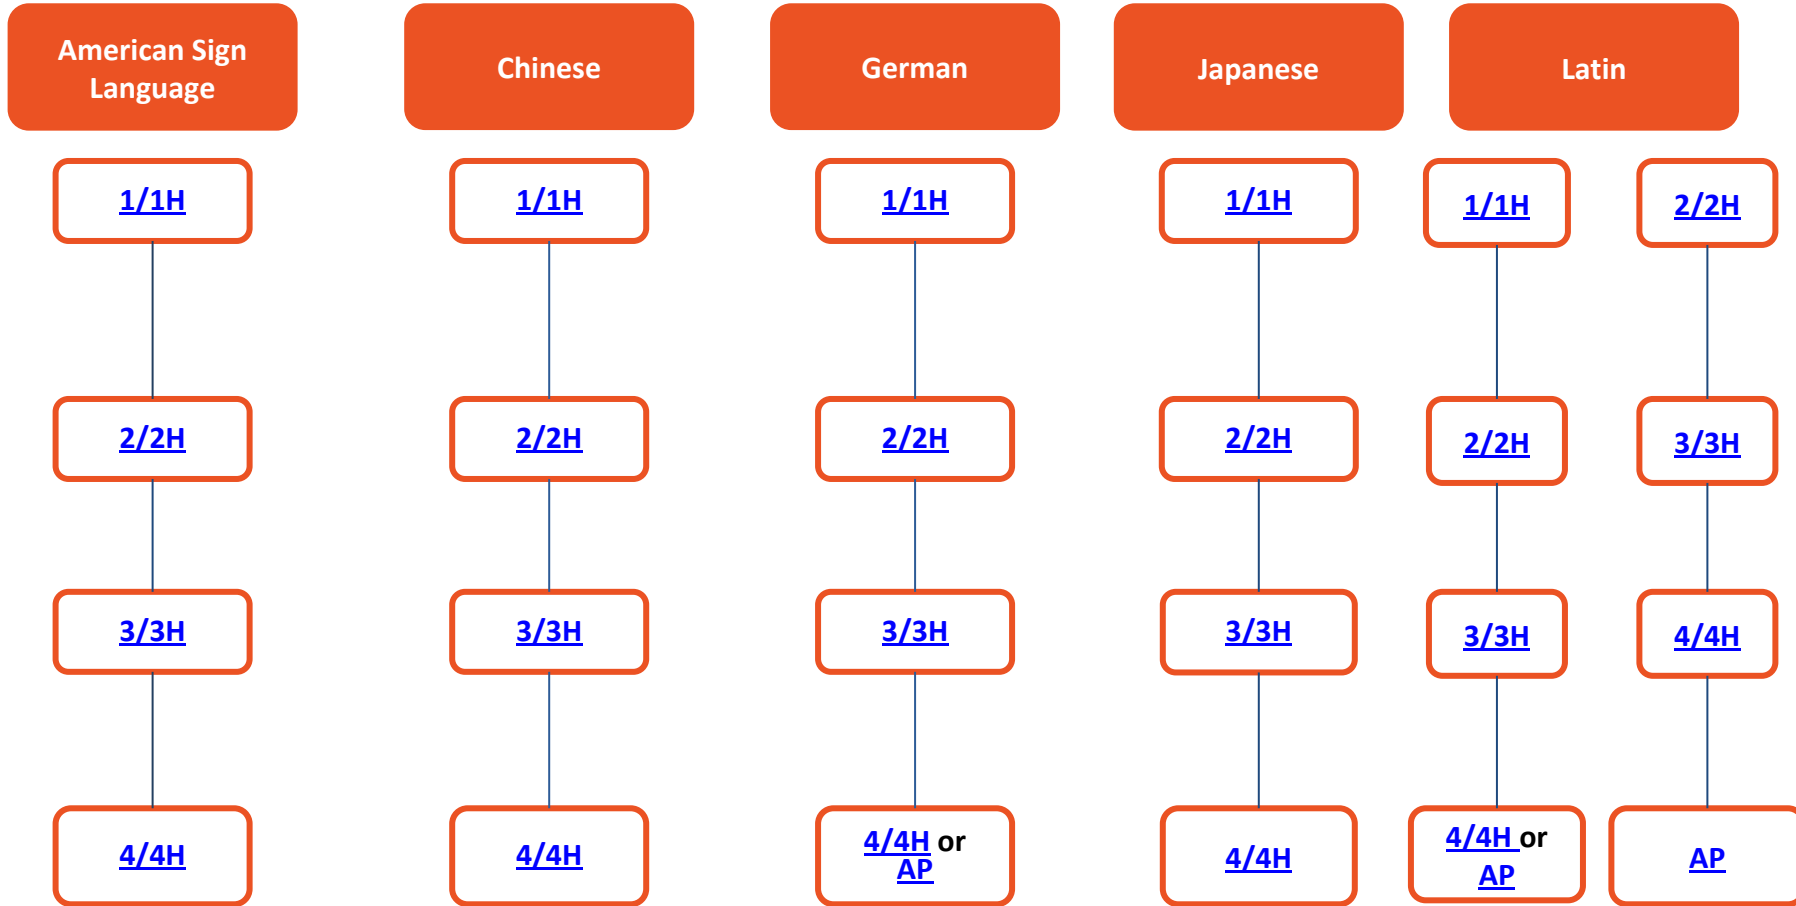 American Sign
Language
Chinese
German
Japanese
Latin
1/1H
1/1H
1/1H
1/1H
1/1H
2/2H
2/2H
2/2H
2/2H
2/2H
2/2H
3/3H
3/3H
3/3H
3/3H
3/3H
3/3H
4/4H
4/4H
4/4H
4/4H or
AP
4/4H
4/4H or
AP
AP